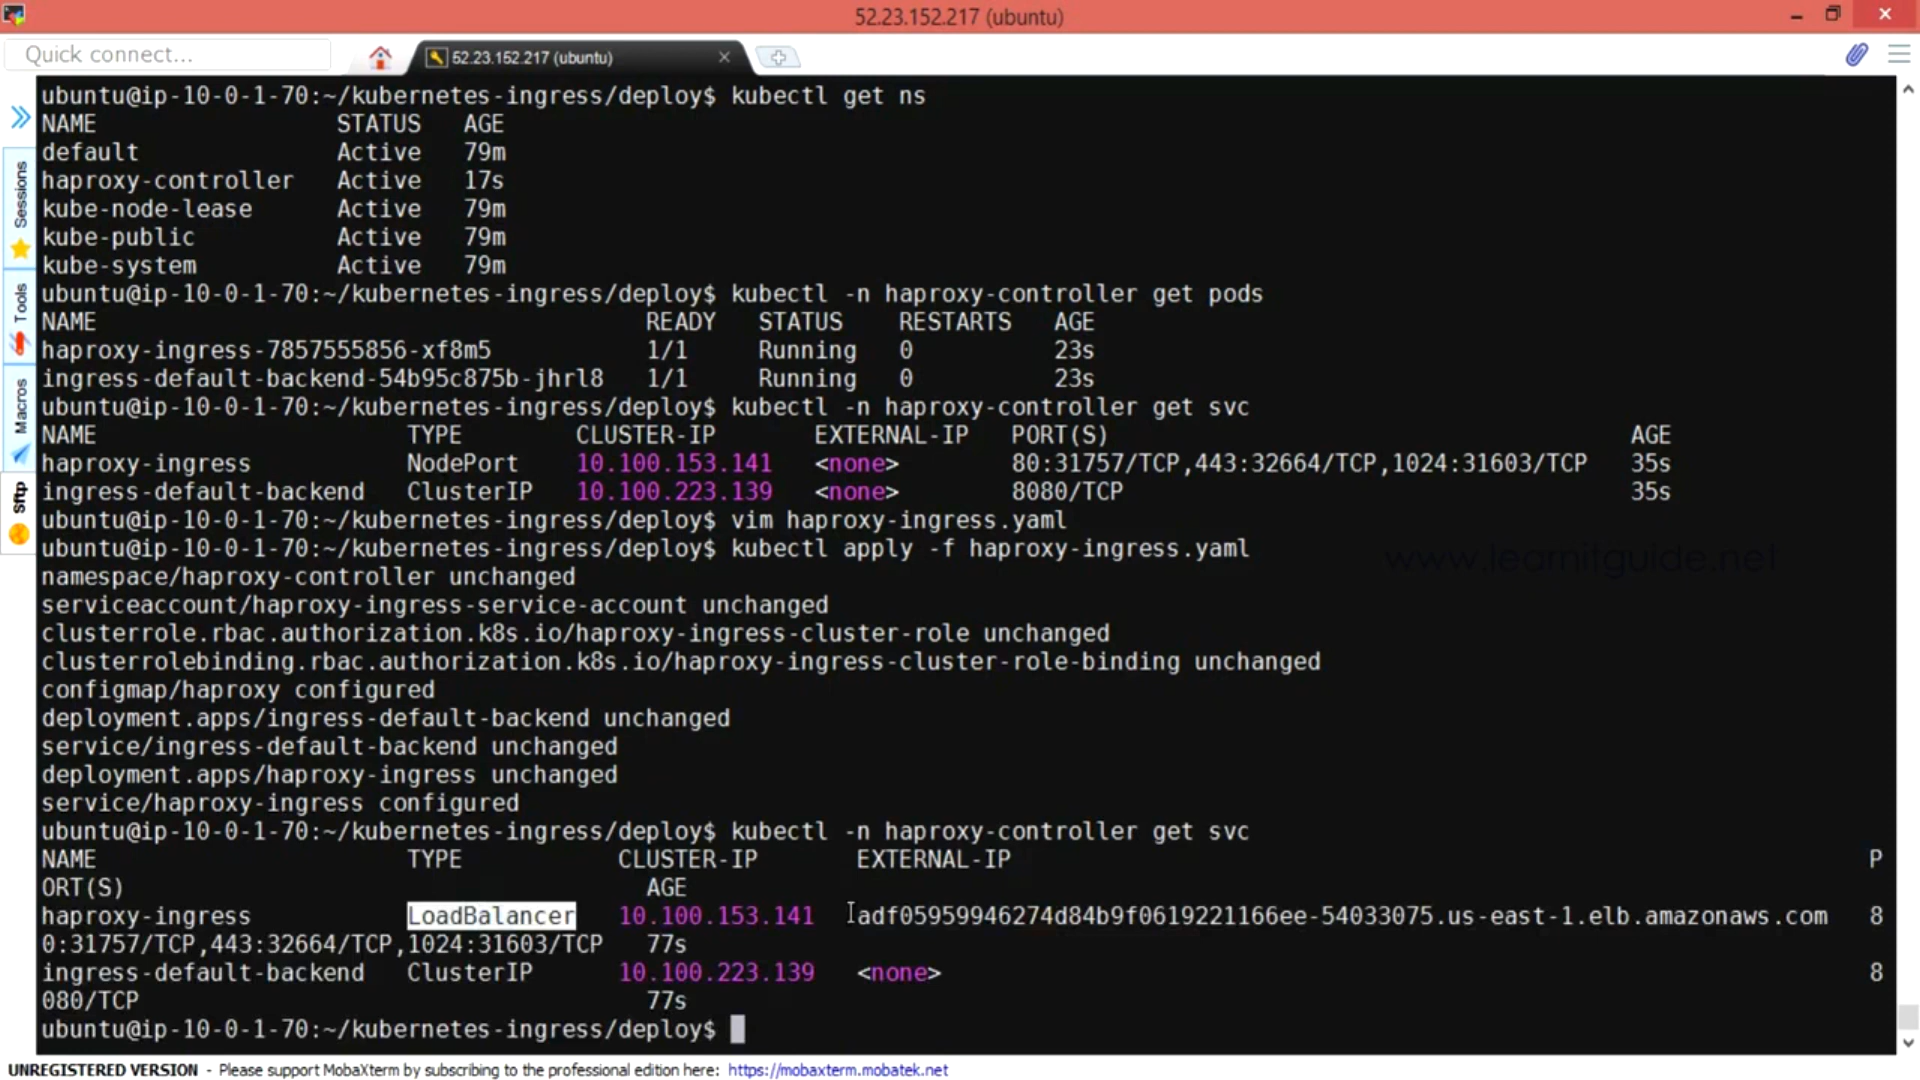 52.23.152.217 (ubuntu)
Quick connect...
52.23.152.217 (ubuntu)
Sessions
Tools
Macros
Sftp
ubuntu@ip-10-0-1-70:~/kubernetes-ingress/deploy$ kubectl get ns
NAME STATUS AGE
default Active 79m
haproxy-controller Active 17s
kube-node-lease Active 79m
kube-public Active 79m
kube-system Active 79m
ubuntu@ip-10-0-1-70:~/kubernetes-ingress/deploy$ kubectl -n haproxy-controller get pods
NAME READY STATUS RESTARTS AGE
haproxy-ingress-7857555856-xf8m5 1/1 Running 0 23s
ingress-default-backend-54b95c875b-jhrl8 1/1 Running 0 23s
ubuntu@ip-10-0-1-70:~/kubernetes-ingress/deploy$ kubectl -n haproxy-controller get svc
NAME TYPE CLUSTER-IP EXTERNAL-IP PORT(S) AGE
haproxy-ingress NodePort 10.100.153.141 <none> 80:31757/TCP,443:32664/TCP,1024:31603/TCP 35s
ingress-default-backend ClusterIP 10.100.223.139 <none> 8080/TCP 35s
ubuntu@ip-10-0-1-70:~/kubernetes-ingress/deploy$ vim haproxy-ingress.yaml
ubuntu@ip-10-0-1-70:~/kubernetes-ingress/deploy$ kubectl apply -f haproxy-ingress.yaml
www.learnitguide.net
namespace/haproxy-controller unchanged
serviceaccount/haproxy-ingress-service-account unchanged
clusterrole.rbac.authorization.k8s.io/haproxy-ingress-cluster-role unchanged
clusterrolebinding.rbac.authorization.k8s.io/haproxy-ingress-cluster-role-binding unchanged
configmap/haproxy configured
deployment.apps/ingress-default-backend unchanged
service/ingress-default-backend unchanged
deployment.apps/haproxy-ingress unchanged
service/haproxy-ingress configured
ubuntu@ip-10-0-1-70:~/kubernetes-ingress/deploy$ kubectl -n haproxy-controller get svc
NAME TYPE CLUSTER-IP EXTERNAL-IP P
ORT(S) AGE
haproxy-ingress LoadBalancer 10.100.153.141 adf05959946274d84b9f0619221166ee-54033075.us-east-1.elb.amazonaws.com 8
0:31757/TCP,443:32664/TCP,1024:31603/TCP 77s
ingress-default-backend ClusterIP 10.100.223.139 <none> 8
080/TCP 77s
ubuntu@ip-10-0-1-70:~/kubernetes-ingress/deploy$
UNREGISTERED VERSION - Please support MobaXterm by subscribing to the professional edition here: https://mobaxterm.mobatek.net